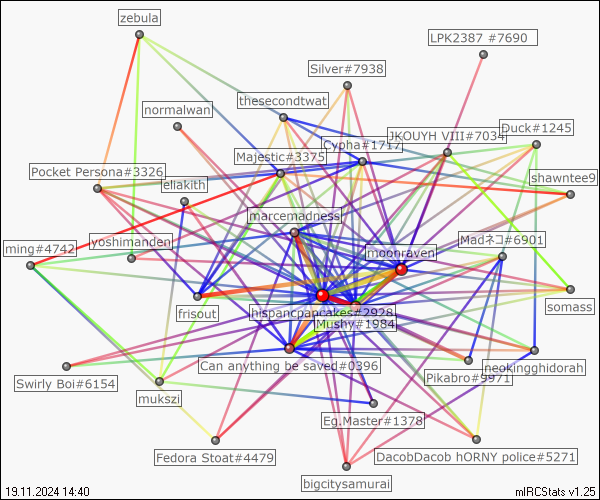 zebula
LPK2387 #7690
Silver#7938
thesecondtwat
normalwan
Duck#1245
JKOUYH VIII#7034
Cypha#1717
Majestic#3375
Pocket Persona#3326
shawntee9
ellakith
marcemadness
yoshimanden
Madネコ#6901
ming#4742
moonraven
somass
frisout
hispancpancakes#2928
Mushy#1984
Can anything be saved#0396
neokingghidorah
Pikabro#9971
Swirly Boi#6154
mukszi
Eg.Master#1378
Fedora Stoat#4479
DacobDacob hORNY police#5271
bigcitysamurai
19.11.2024 14:40
mIRCStats v1.25